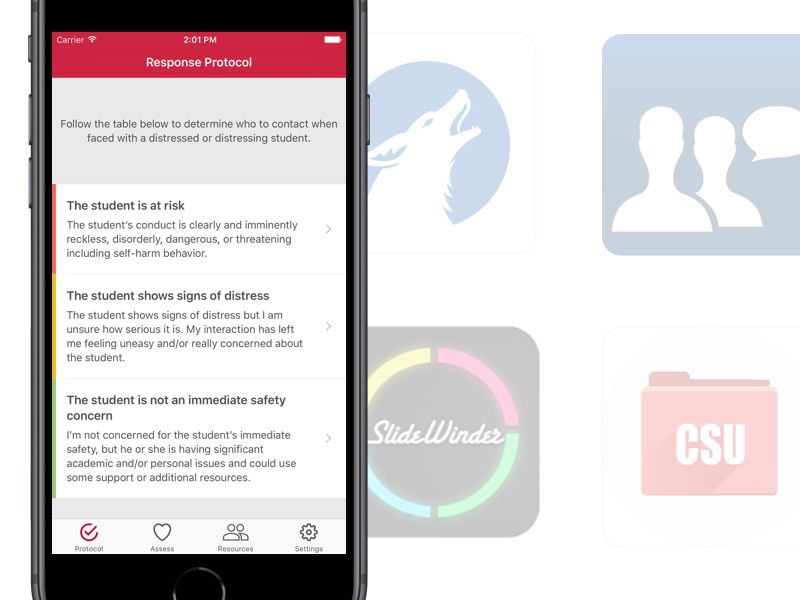 Carrier
2:01 PM
Response Protocol
Follow the table below to determine who to contact when
faced with a distressed or distressing student.
The student is at risk
The student’s conduct is clearly and imminently
reckless, disorderly, dangerous, or threatening
including self-harm behavior.
The student shows signs of distress
The student shows signs of distress but I am
unsure how serious it is. My interaction has left
me feeling uneasy and/or really concerned about
the student.
The student is not an immediate safety
concern
I’m not concerned for the student’s immediate
safety, but he or she is having significant
academic and/or personal issues and could use
some support or additional resources.
Protocol
Assess
Resources
Settings
SlideWinder
CSU